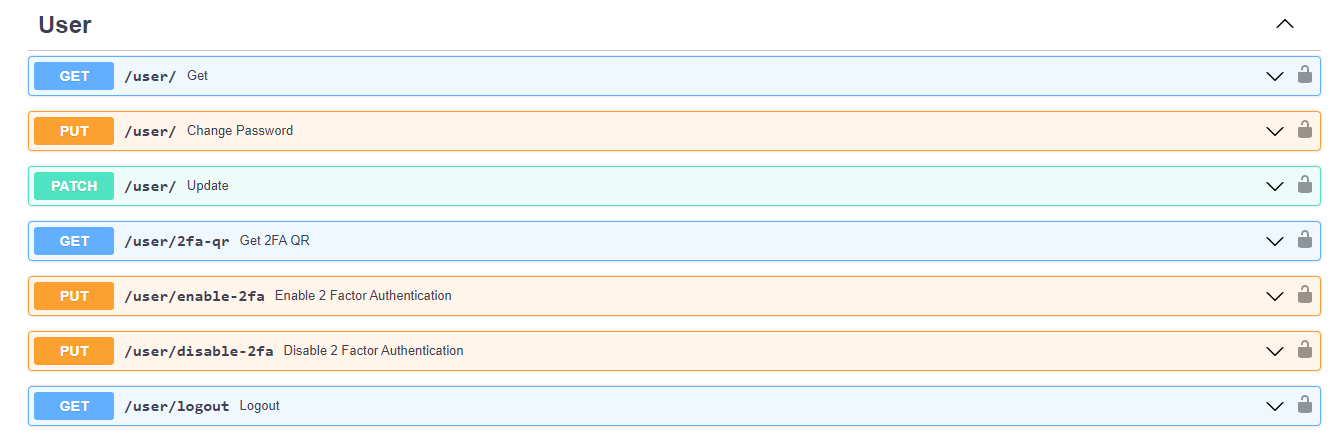 User
GET /user/ Get
PUT /user/ Change Password
PATCH /user/ Update
GET /user/2fa-qr Get 2FA QR
PUT /user/enable-2fa Enable 2 Factor Authentication
PUT /user/disable-2fa Disable 2 Factor Authentication
GET /user/logout Logout